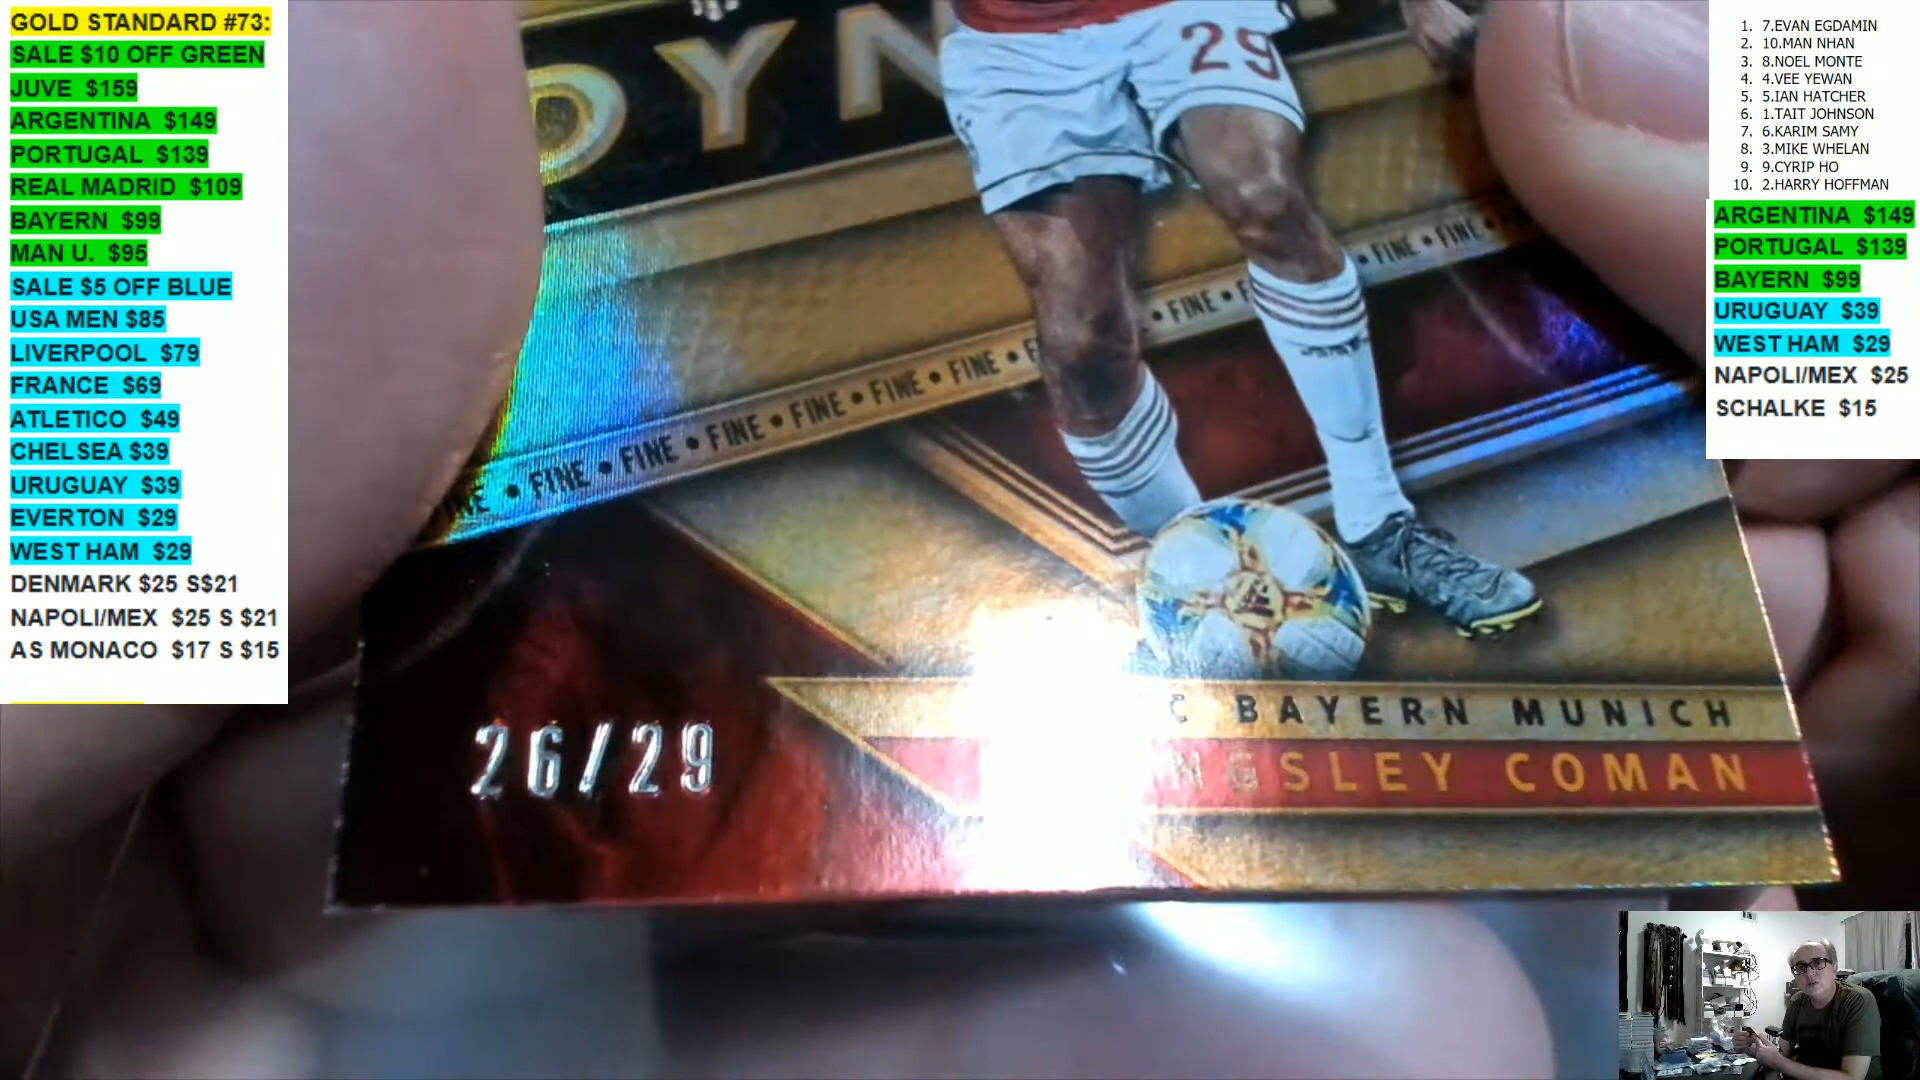 GOLD STANDARD #73:
SALE $10 OFF GREEN
JUVE $159
ARGENTINA $149
PORTUGAL $139
REAL MADRID $109
BAYERN $99
MAN U. $95
SALE $5 OFF BLUE
USA MEN $85
LIVERPOOL $79
FRANCE $69
ATLETICO $49
CHELSEA $39
URUGUAY $39
EVERTON $29
WEST HAM $29
DENMARK $25 S$21
NAPOLI/MEX $25 S $21
AS MONACO $17 S $15
DYN
29
FINE • FINE
• FINE •
• FINE • FINE • FINE • FINE • FINE • FINE •
26/29
BAYERN MUNICH
NGSLEY COMAN
1. 7.EVAN EGDAMIN
2. 10.MAN NHAN
3. 8.NOEL MONTE
4. 4.VEE YEWAN
5. 5.IAN HATCHER
6. 1.TAIT JOHNSON
7. 6.KARIM SAMY
8. 3.MIKE WHELAN
9. 9.CYRIP HO
10. 2.HARRY HOFFMAN
ARGENTINA $149
PORTUGAL $139
BAYERN $99
URUGUAY $39
WEST HAM $29
NAPOLI/MEX $25
SCHALKE $15